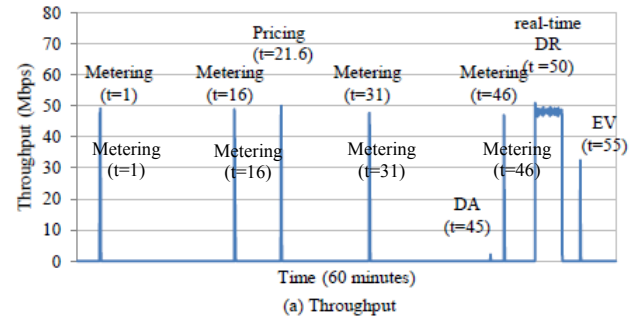 80
70
60
50
40
30
20
10
0
Throughput (Mbps)
Pricing
(t=21.6)
real-time
DR
(t =50)
Metering
(t=1)
Metering
(t=16)
Metering
(t=31)
Metering
(t=46)
EV
(t=55)
Metering
(t=1)
Metering
(t=16)
Metering
(t=31)
Metering
(t=46)
DA
(t=45)
Time (60 minutes)
(a) Throughput